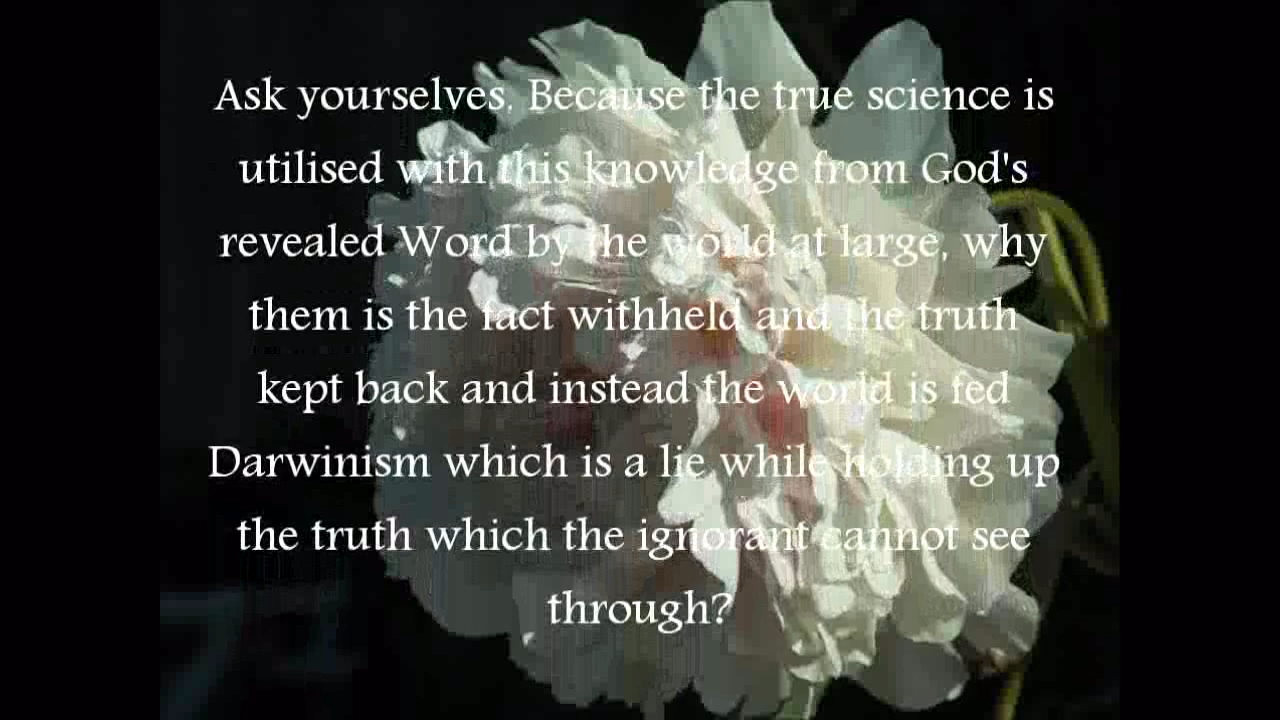 Ask yourselves. Because the true science is
utilised with this knowledge from God's
revealed Word by the world at large, why
them is the fact withheld and the truth
kept back and instead the world is fed
Darwinism which is a lie while holding up
the truth which the ignorant cannot see
through?